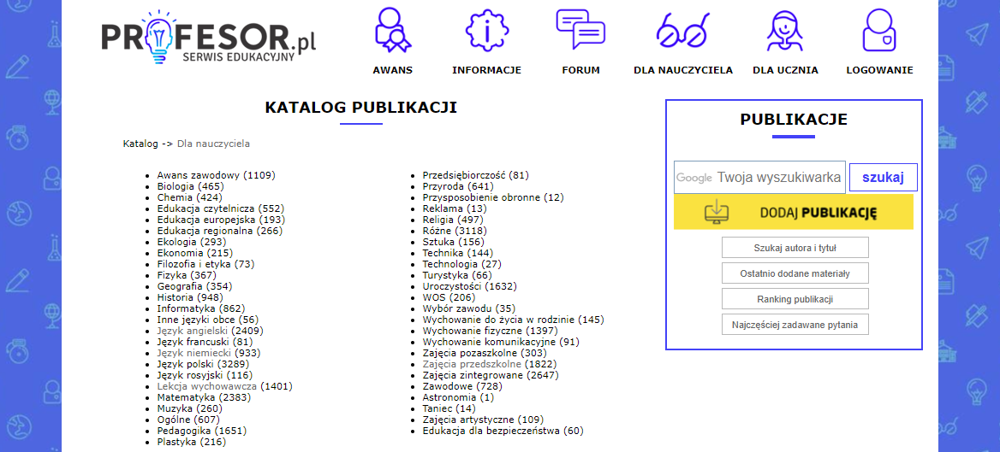 PROFESOR.pl
SERWIS EDUKACYJNY
AWANS
INFORMACJE
FORUM
DLA NAUCZYCIELA
DLA UCZNIA
LOGOWANIE
KATALOG PUBLIKACJI
Katalog -> Dla nauczyciela
Awans zawodowy (1109)
Biologia (465)
Chemia (424)
Edukacja czytelnicza (552)
Edukacja europejska (193)
Edukacja regionalna (266)
Ekologia (293)
Ekonomia (215)
Filozofia i etyka (73)
Fizyka (367)
Geografia (354)
Historia (948)
Informatyka (862)
Inne języki obce (56)
Język angielski (2409)
Język francuski (81)
Język niemiecki (933)
Język polski (3289)
Język rosyjski (116)
Lekcja wychowawcza (1401)
Matematyka (2383)
Muzyka (260)
Ogólne (607)
Pedagogika (1651)
Plastyka (216)
Przedsiębiorczość (81)
Przyroda (641)
Przysposobienie obronne (12)
Reklama (13)
Religia (497)
Różne (3118)
Sztuka (156)
Technika (144)
Technologia (27)
Turystyka (66)
Uroczystości (1632)
WOS (206)
Wybór zawodu (35)
Wychowanie do życia w rodzinie (145)
Wychowanie fizyczne (1397)
Wychowanie komunikacyjne (91)
Zajęcia pozaszkolne (303)
Zajęcia przedszkolne (1822)
Zajęcia zintegrowane (2647)
Zawodowe (728)
Astronomia (1)
Taniec (14)
Zajęcia artystyczne (109)
Edukacja dla bezpieczeństwa (60)
PUBLIKACJE
Google Twoja wyszukiwarka
szukaj
DODAJ PUBLIKACJĘ
Szukaj autora i tytuł
Ostatnio dodane materiały
Ranking publikacji
Najczęściej zadawane pytania